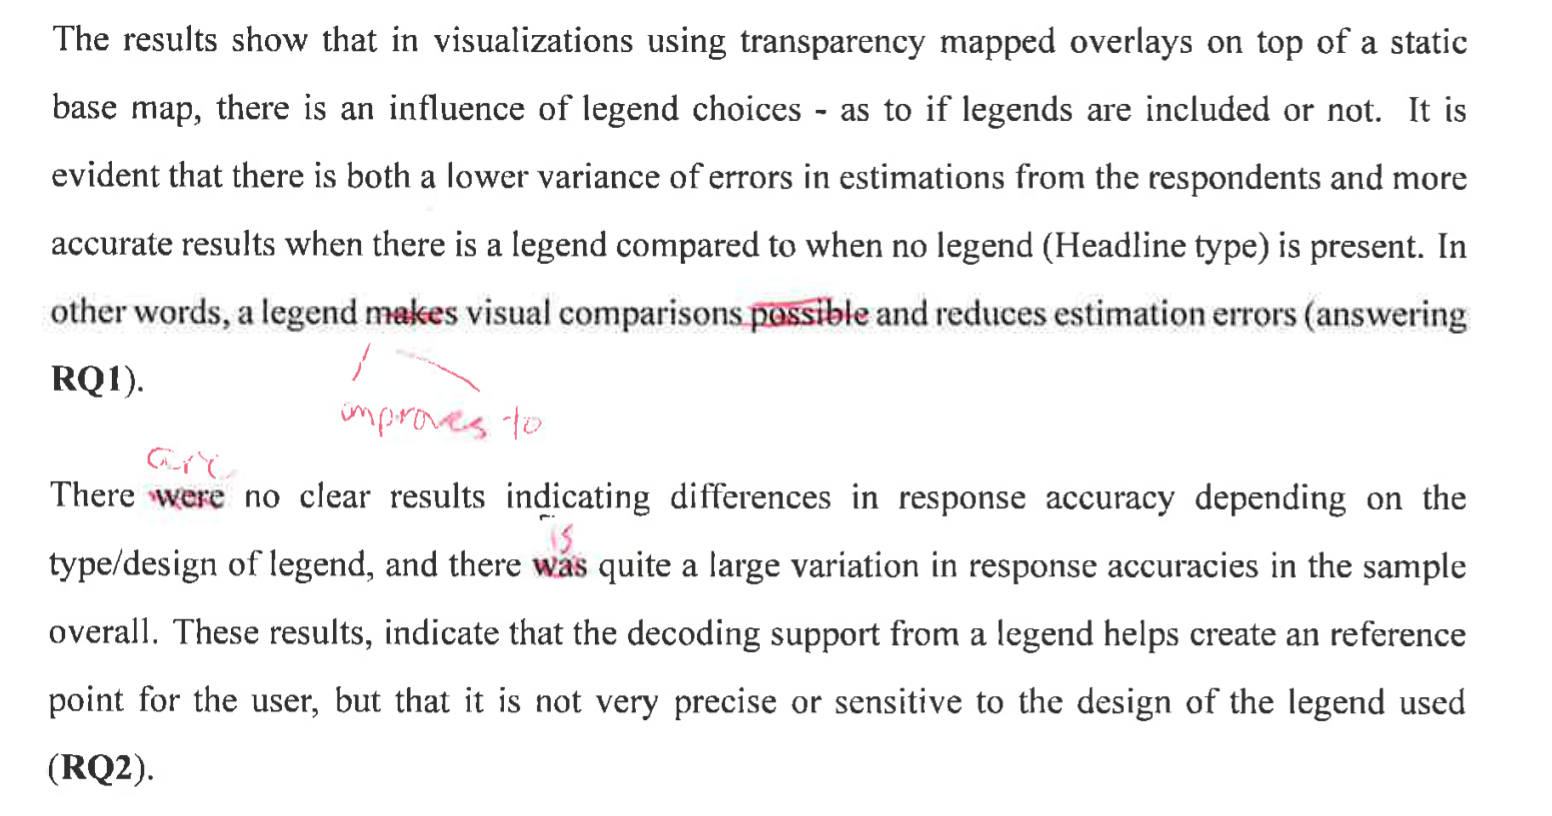 The results show that in visualizations using transparency mapped overlays on top of a static
base map, there is an influence of legend choices - as to if legends are included or not. It is
evident that there is both a lower variance of errors in estimations from the respondents and more
accurate results when there is a legend compared to when no legend (Headline type) is present. In
other words, a legend makes visual comparisons possible and reduces estimation errors (answering
RQ1).
improves to
are
There were no clear results indicating differences in response accuracy depending on the
is
type/design of legend, and there was quite a large variation in response accuracies in the sample
overall. These results, indicate that the decoding support from a legend helps create an reference
point for the user, but that it is not very precise or sensitive to the design of the legend used
(RQ2).